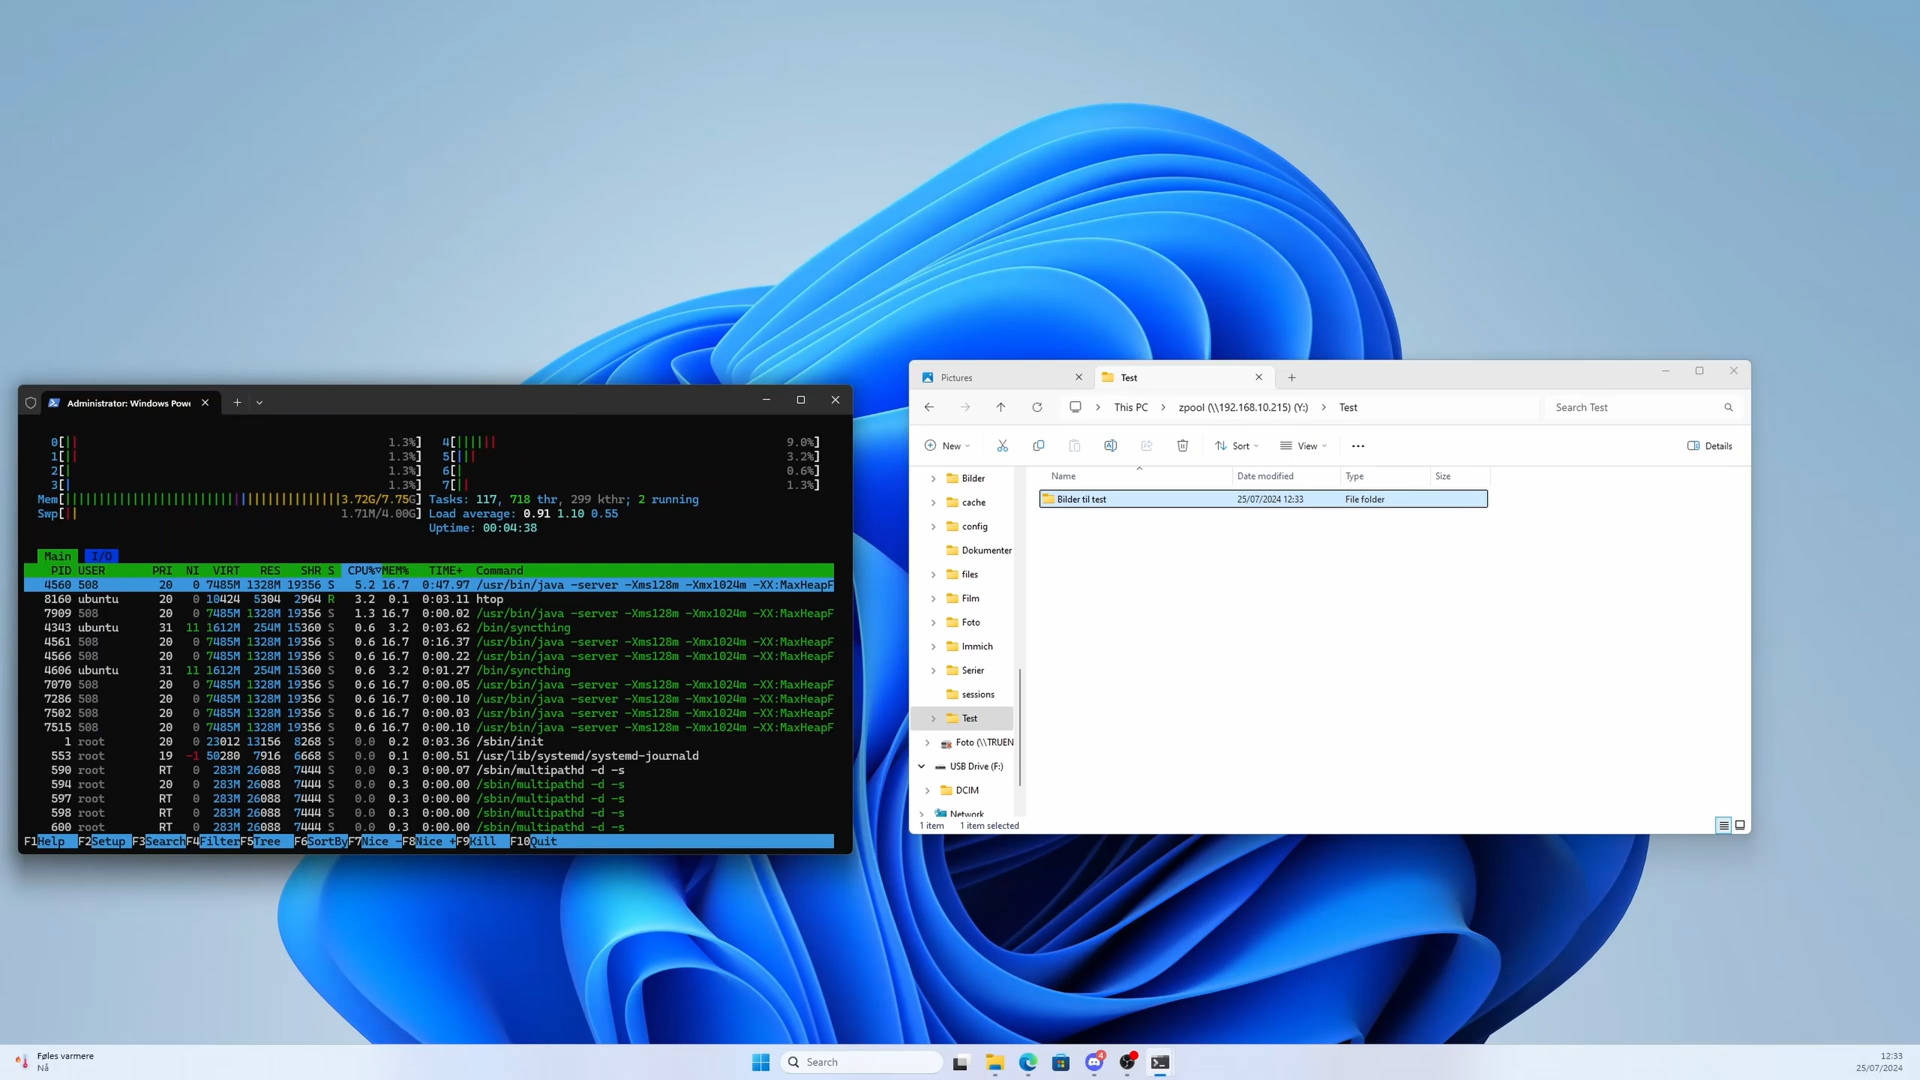 Administrator: Windows Powe
0[|| 1.3%] 4[|||||| 9.0%]
1[|| 1.3%] 5[|||| 3.2%]
2[| 1.3%] 6[| 0.6%]
3[| 1.3%] 7[|| 1.3%]
Mem[ 3.72G/7.75G] Tasks: 117, 718 thr, 299 kthr; 2 running
Swp[|| 1.71M/4.00G] Load average: 0.91 1.10 0.55
Uptime: 00:04:38
Main I/O
PID USER PRI NI VIRT RES SHR S CPU%▽MEM% TIME+ Command
4560 508 20 0 7485M 1328M 19356 S 5.2 16.7 0:47.97 /usr/bin/java -server -Xms128m -Xmx1024m -XX:MaxHeapF
8160 ubuntu 20 0 10424 5304 2964 R 3.2 0.1 0:03.11 htop
7909 508 20 0 7485M 1328M 19356 S 1.3 16.7 0:00.02 /usr/bin/java -server -Xms128m -Xmx1024m -XX:MaxHeapF
4343 ubuntu 31 11 1612M 254M 15360 S 0.6 3.2 0:03.62 /bin/syncthing
4561 508 20 0 7485M 1328M 19356 S 0.6 16.7 0:16.37 /usr/bin/java -server -Xms128m -Xmx1024m -XX:MaxHeapF
4566 508 20 0 7485M 1328M 19356 S 0.6 16.7 0:00.22 /usr/bin/java -server -Xms128m -Xmx1024m -XX:MaxHeapF
4606 ubuntu 31 11 1612M 254M 15360 S 0.6 3.2 0:01.27 /bin/syncthing
7070 508 20 0 7485M 1328M 19356 S 0.6 16.7 0:00.05 /usr/bin/java -server -Xms128m -Xmx1024m -XX:MaxHeapF
7286 508 20 0 7485M 1328M 19356 S 0.6 16.7 0:00.10 /usr/bin/java -server -Xms128m -Xmx1024m -XX:MaxHeapF
7502 508 20 0 7485M 1328M 19356 S 0.6 16.7 0:00.03 /usr/bin/java -server -Xms128m -Xmx1024m -XX:MaxHeapF
7515 508 20 0 7485M 1328M 19356 S 0.6 16.7 0:00.10 /usr/bin/java -server -Xms128m -Xmx1024m -XX:MaxHeapF
1 root 20 0 23012 13156 8268 S 0.0 0.2 0:03.36 /sbin/init
553 root 19 -1 50280 7916 6668 S 0.0 0.1 0:00.51 /usr/lib/systemd/systemd-journald
590 root RT 0 283M 26088 7444 S 0.0 0.3 0:00.07 /sbin/multipathd -d -s
594 root 20 0 283M 26088 7444 S 0.0 0.3 0:00.00 /sbin/multipathd -d -s
597 root RT 0 283M 26088 7444 S 0.0 0.3 0:00.00 /sbin/multipathd -d -s
598 root RT 0 283M 26088 7444 S 0.0 0.3 0:00.00 /sbin/multipathd -d -s
600 root RT 0 283M 26088 7444 S 0.0 0.3 0:00.00 /sbin/multipathd -d -s
F1Help F2Setup F3SearchF4FilterF5Tree F6SortByF7Nice -F8Nice +F9Kill F10Quit
Pictures Test
This PC > zpool (\\192.168.10.215) (Y:) > Test
Search Test
New Sort View Details
Name Date modified Type Size
Bilder til test 25/07/2024 12:33 File folder
Bilder
cache
config
Dokumenter
files
Film
Foto
Immich
Serier
sessions
Test
Foto (\\TRUEN
USB Drive (F:)
DCIM
Network
1 item 1 item selected
Føles varmere
Nå
Search
4
12:33
25/07/2024